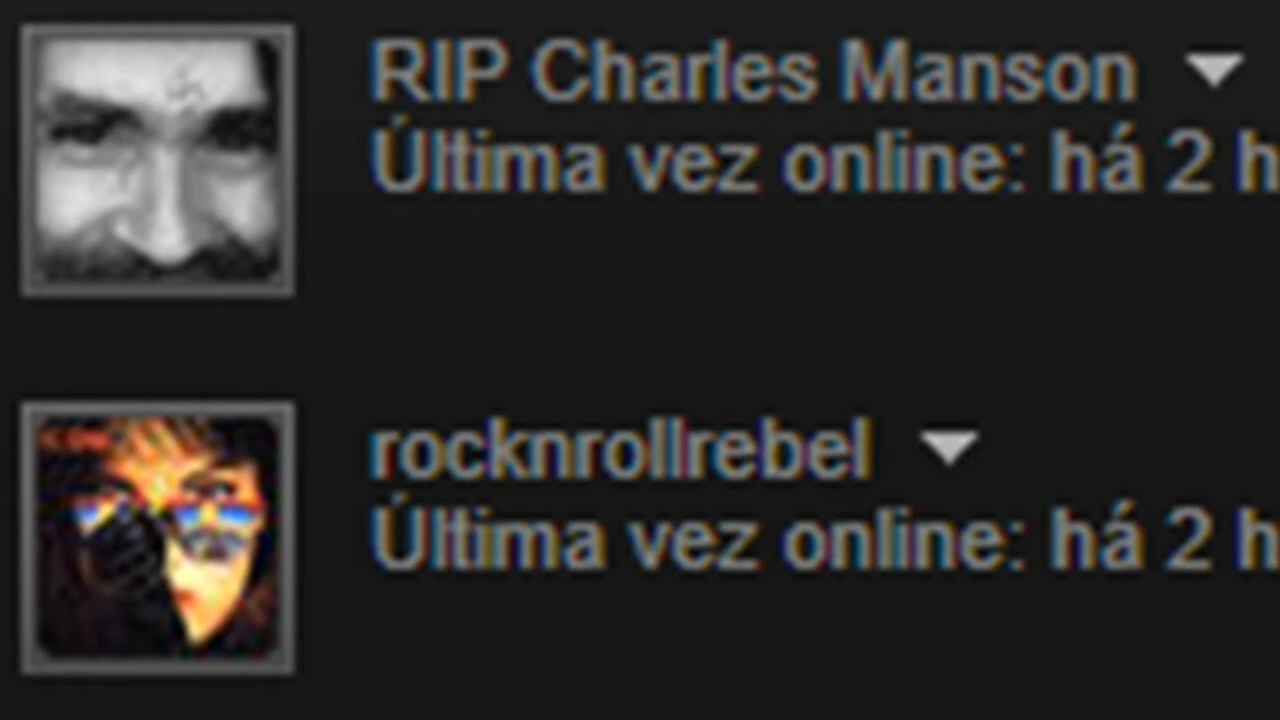 RIP Charles Manson
Última vez online: há 2 h
rocknrollrebel
Última vez online: há 2 h